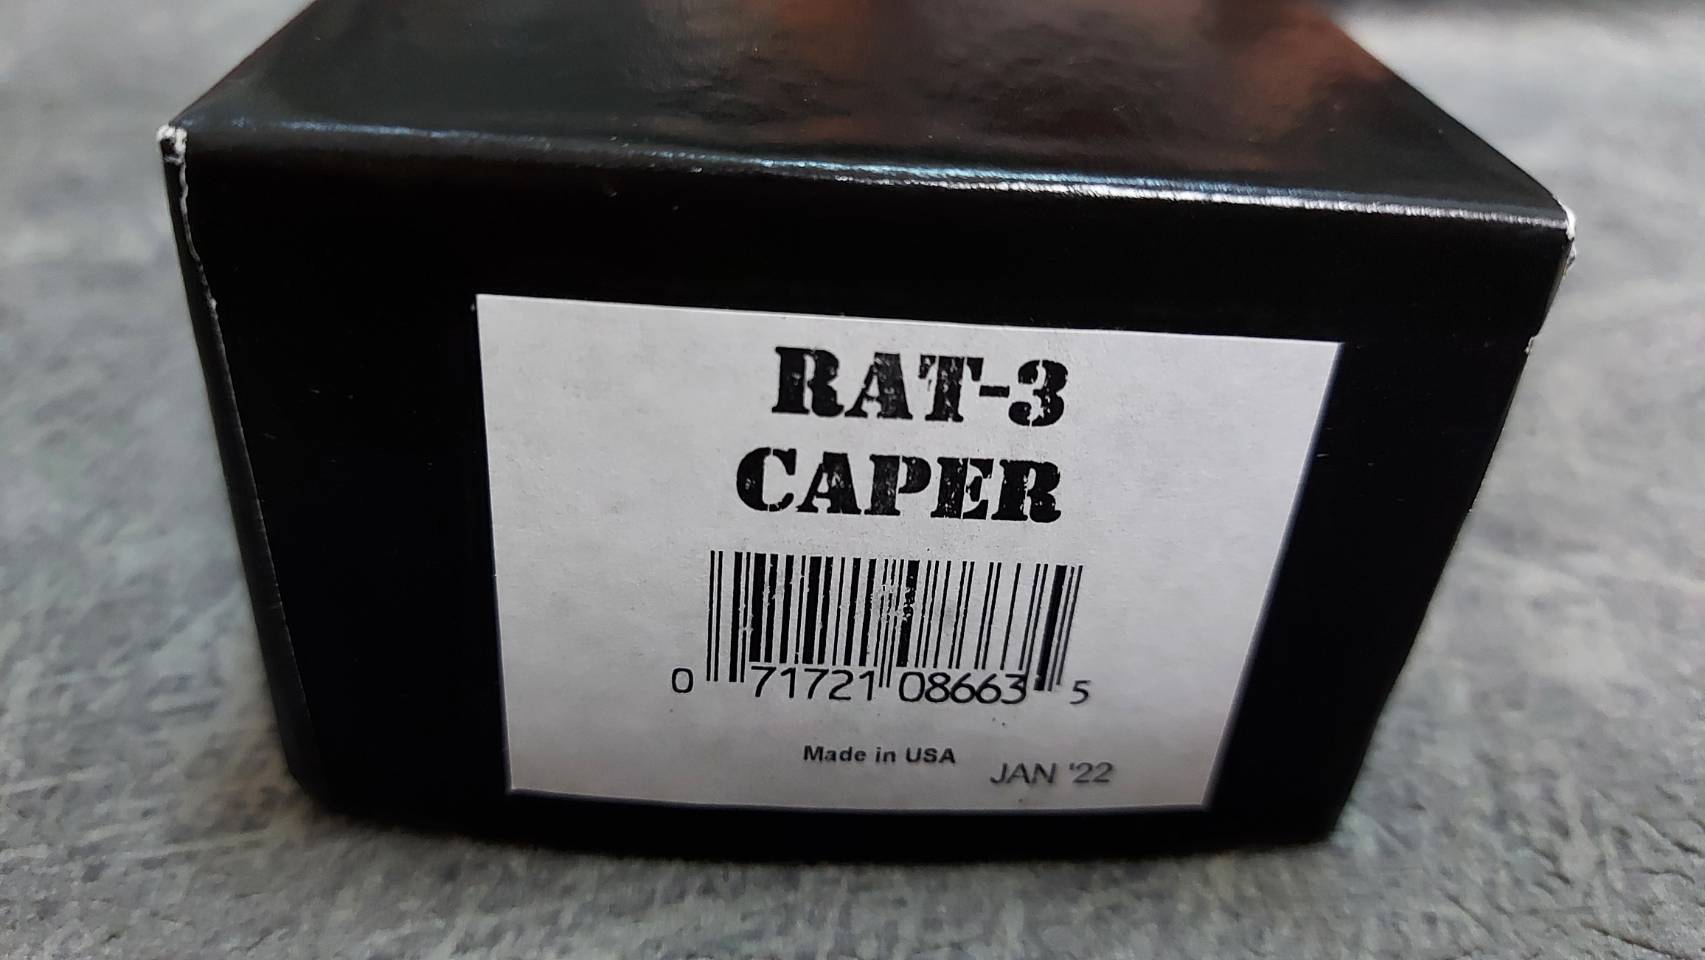 RAT-3
CAPER
0 71721 08663 5
Made in USA
JAN '22